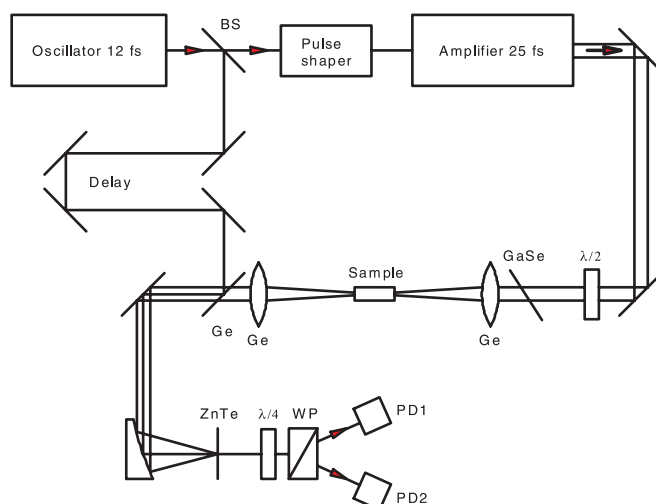 BS
Oscillator 12 fs
Pulse
shaper
Amplifier 25 fs
Delay
GaSe
λ/2
Sample
Ge
Ge
Ge
ZnTe
λ/4
WP
PD1
PD2